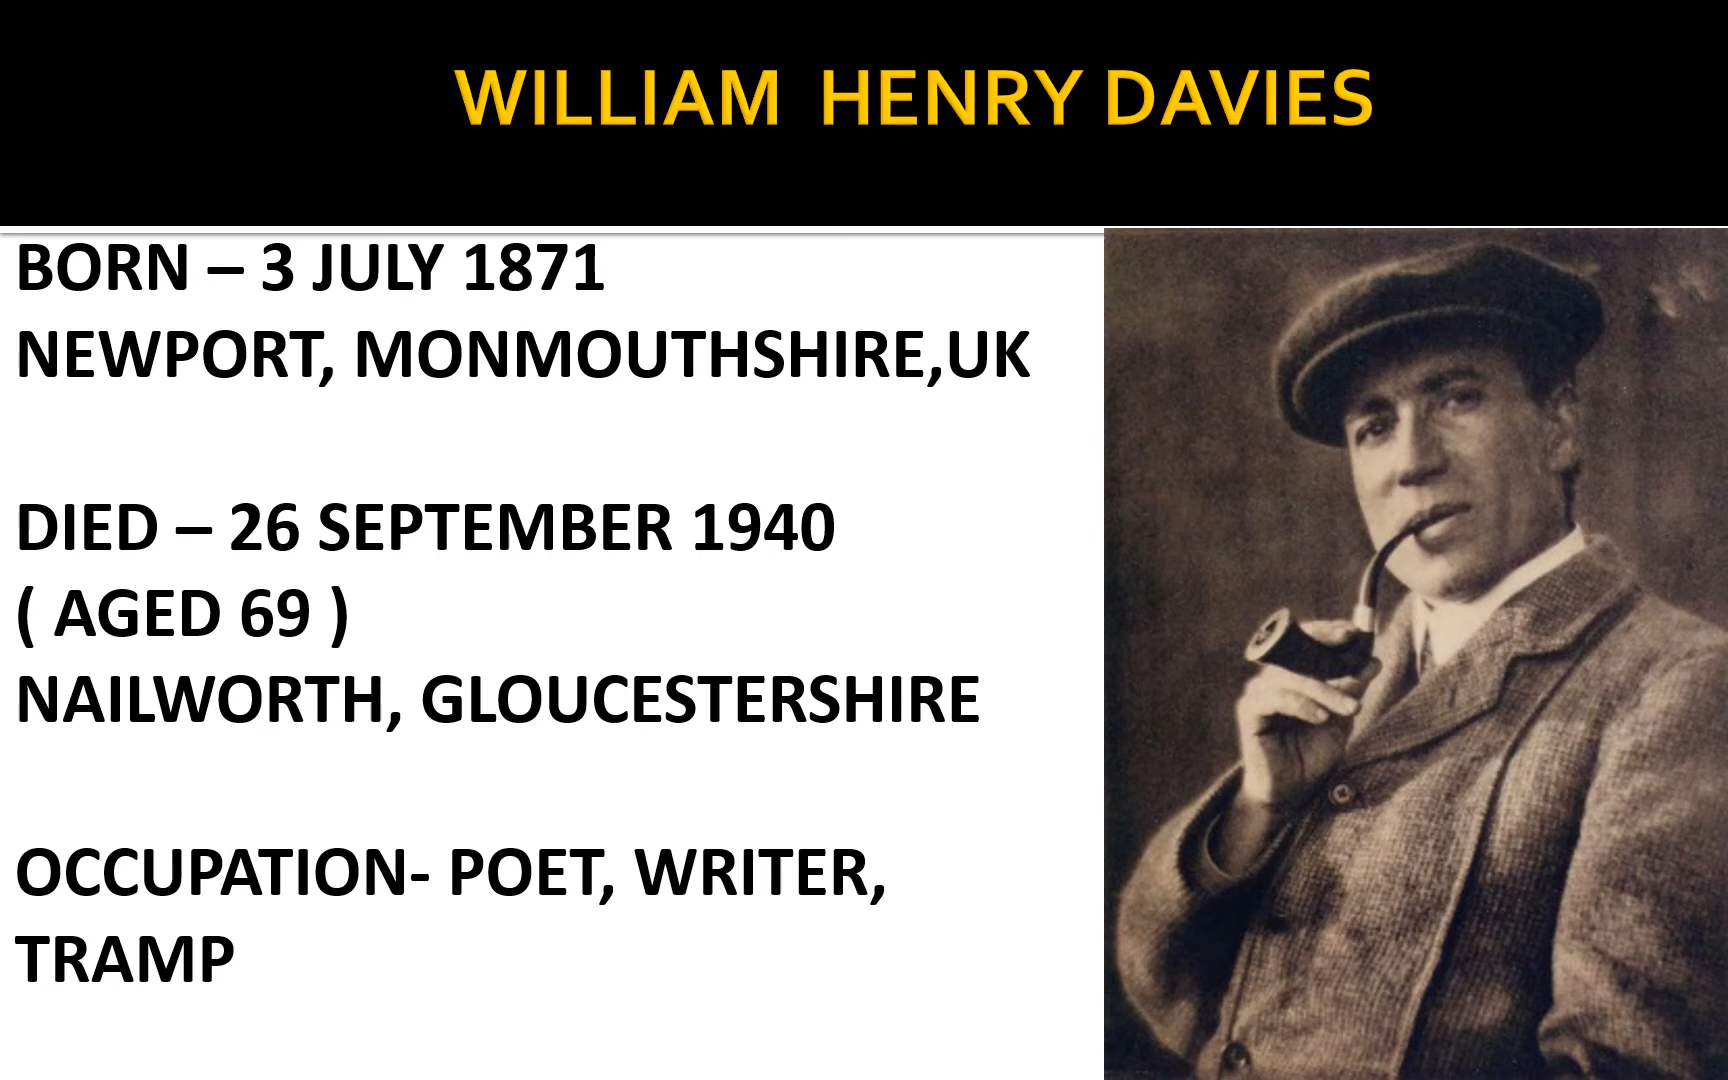 WILLIAM HENRY DAVIES
BORN – 3 JULY 1871
NEWPORT, MONMOUTHSHIRE,UK
DIED – 26 SEPTEMBER 1940
( AGED 69 )
NAILWORTH, GLOUCESTERSHIRE
OCCUPATION- POET, WRITER,
TRAMP